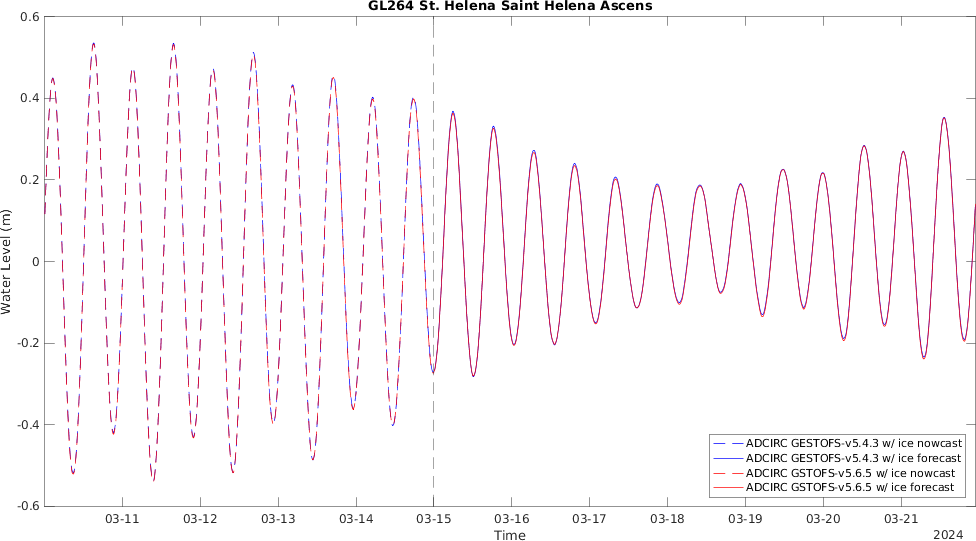 GL264 St. Helena Saint Helena Ascens
0.6
0.4
0.2
0
-0.2
-0.4
-0.6
Water Level (m)
ADCIRC GESTOFS-v5.4.3 w/ ice nowcast
ADCIRC GESTOFS-v5.4.3 w/ ice forecast
ADCIRC GSTOFS-v5.6.5 w/ ice nowcast
ADCIRC GSTOFS-v5.6.5 w/ ice forecast
03-11 03-12 03-13 03-14 03-15 03-16 03-17 03-18 03-19 03-20 03-21
Time
2024